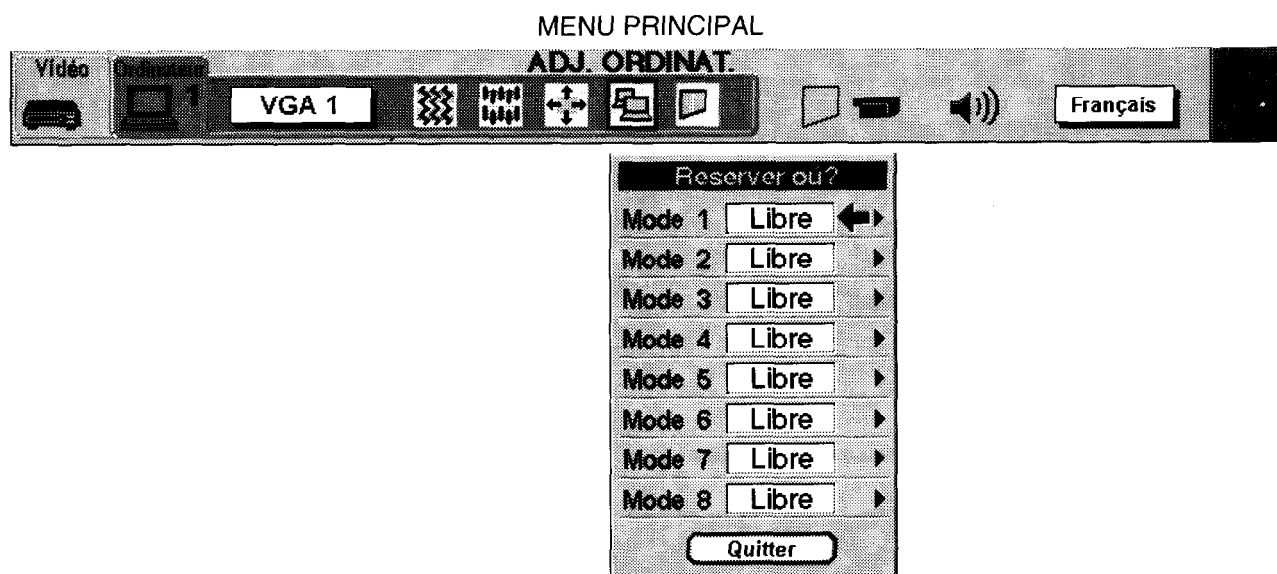 MENU PRINCIPAL
ADJ. ORDINAT.
Vidéo Ordinateur
1 VGA 1 Français
Reserver où?
Mode 1 Libre
Mode 2 Libre
Mode 3 Libre
Mode 4 Libre
Mode 5 Libre
Mode 6 Libre
Mode 7 Libre
Mode 8 Libre
Quitter